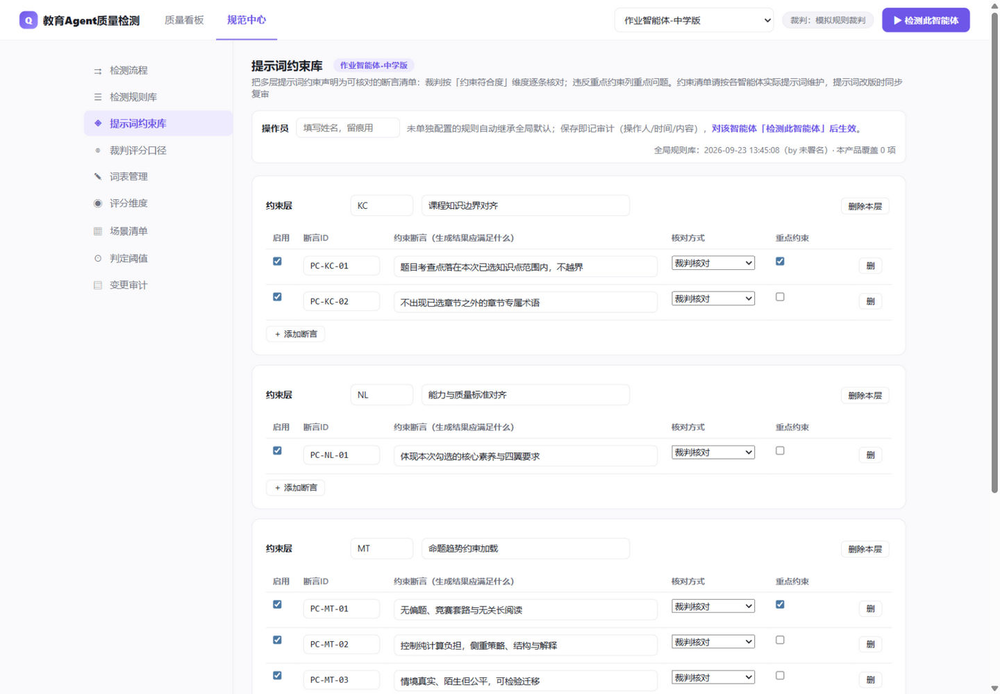 Q 教育Agent质量检测 质量看板 规范中心 作业智能体-中学版 裁判：模拟规则裁判 ▶ 检测此智能体
检测流程
检测规则库
提示词约束库
裁判评分口径
词表管理
评分维度
场景清单
判定阈值
变更审计
提示词约束库 作业智能体-中学版
把多层提示词约束声明为可核对的断言清单：裁判按「约束符合度」维度逐条核对；违反重点约束列重点问题。约束清单请按各智能体实际提示词维护，提示词改版时同步
复审
操作员 填写姓名，留痕用 未单独配置的规则自动继承全局默认；保存即记审计（操作人/时间/内容），对该智能体「检测此智能体」后生效。
全局规则库：2026-09-23 13:45:08（by 未署名）· 本产品覆盖 0 项
约束层 KC 课程知识边界对齐 删除本层
启用 断言ID 约束断言（生成结果应满足什么） 核对方式 重点约束
PC-KC-01 题目考查点落在本次已选知识点范围内，不越界 裁判核对 删
PC-KC-02 不出现已选章节之外的章节专属术语 裁判核对 删
+ 添加断言
约束层 NL 能力与质量标准对齐 删除本层
启用 断言ID 约束断言（生成结果应满足什么） 核对方式 重点约束
PC-NL-01 体现本次勾选的核心素养与四翼要求 裁判核对 删
+ 添加断言
约束层 MT 命题趋势约束加载 删除本层
启用 断言ID 约束断言（生成结果应满足什么） 核对方式 重点约束
PC-MT-01 无偏题、竞赛套路与无关长阅读 裁判核对 删
PC-MT-02 控制纯计算负担，侧重策略、结构与解释 裁判核对 删
PC-MT-03 情境真实、陌生但公平，可检验迁移 裁判核对 删